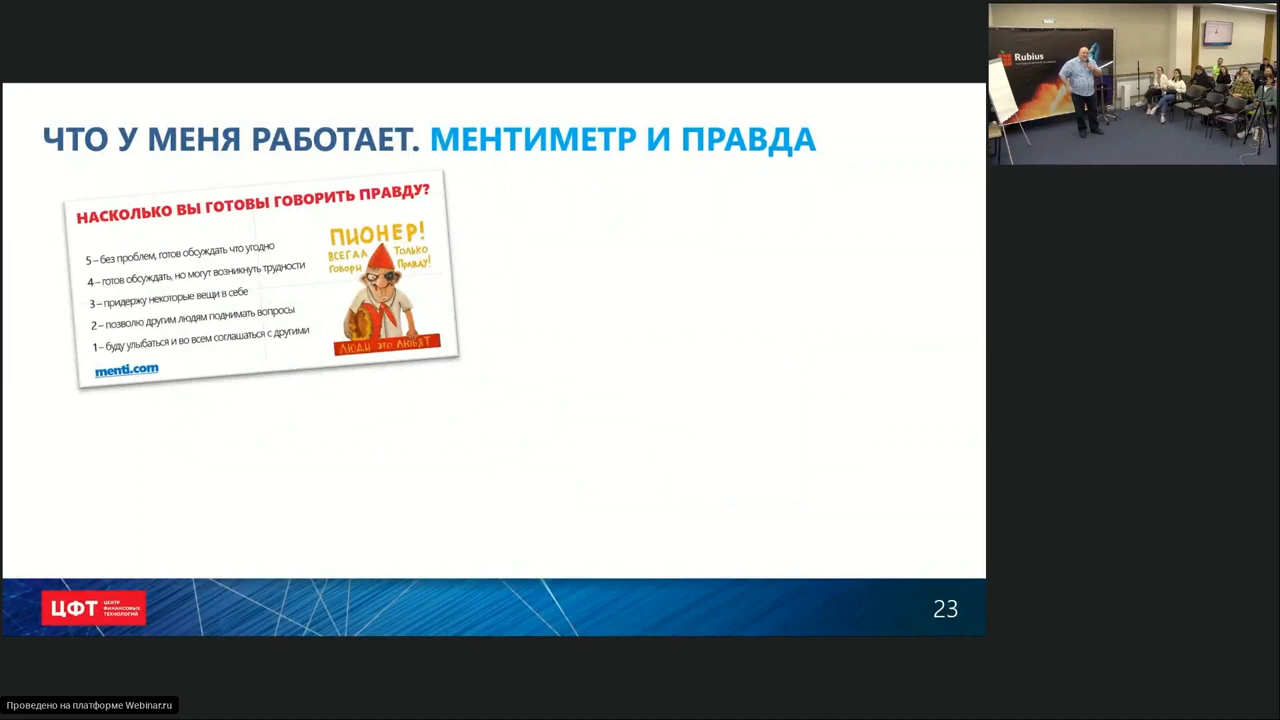 ЧТО У МЕНЯ РАБОТАЕТ. МЕНТИМЕТР И ПРАВДА
НАСКОЛЬКО ВЫ ГОТОВЫ ГОВОРИТЬ ПРАВДУ?
5 – без проблем, готов обсуждать что угодно
4 – готов обсуждать, но могут возникнуть трудности
3 – придержу некоторые вещи в себе
2 – позволю другим людям поднимать вопросы
1 – буду улыбаться и во всем соглашаться с другими
menti.com
ПИОНЕР!
ВСЕГДА ТОЛЬКО
ГОВОРИ ПРАВДУ!
ЛЮДИ ЭТО ЛЮБЯТ
ЦФТ
ЦЕНТР
ФИНАНСОВЫХ
ТЕХНОЛОГИЙ
23
Rubius
Проведено на платформе Webinar.ru